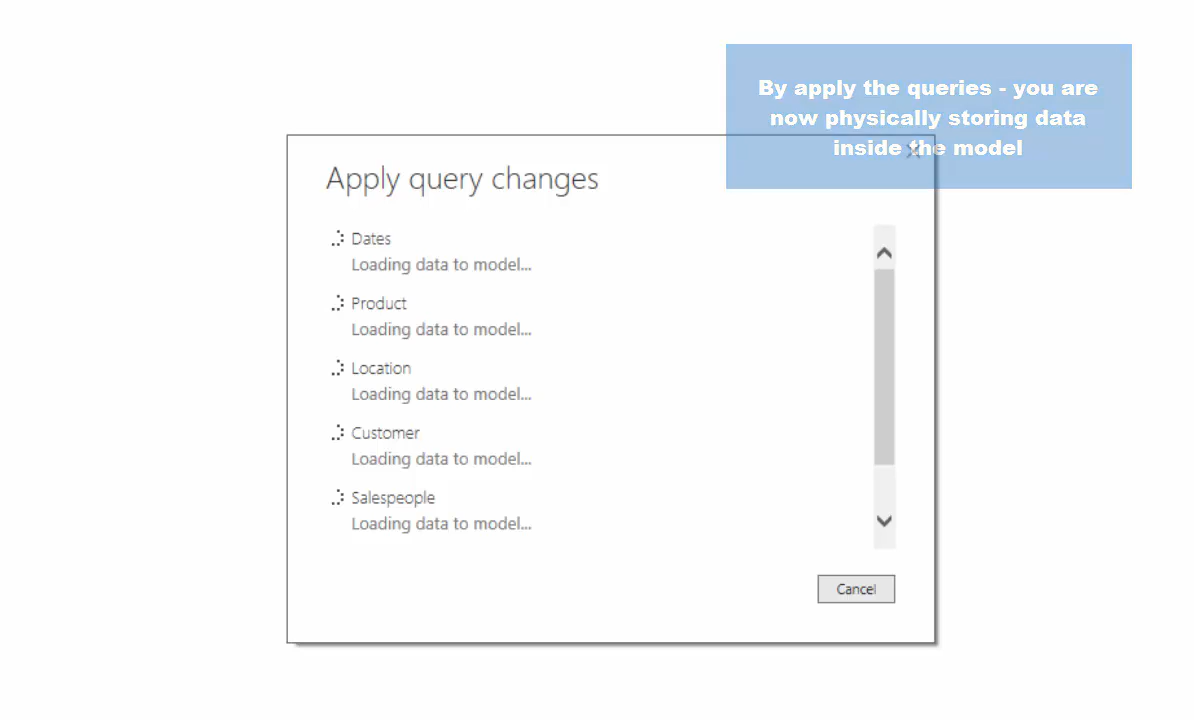 By apply the queries - you are
now physically storing data
inside the model
Apply query changes
Dates
Loading data to model...
Product
Loading data to model...
Location
Loading data to model...
Customer
Loading data to model...
Salespeople
Loading data to model...
Cancel